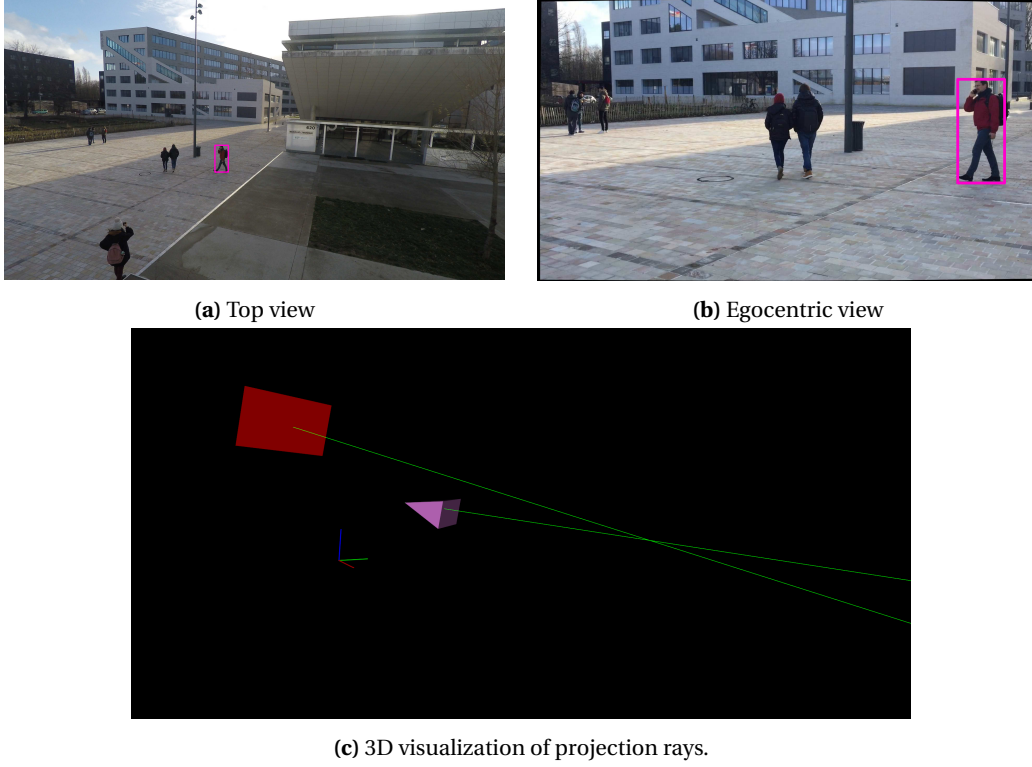 (a) Top view
(b) Egocentric view
(c) 3D visualization of projection rays.